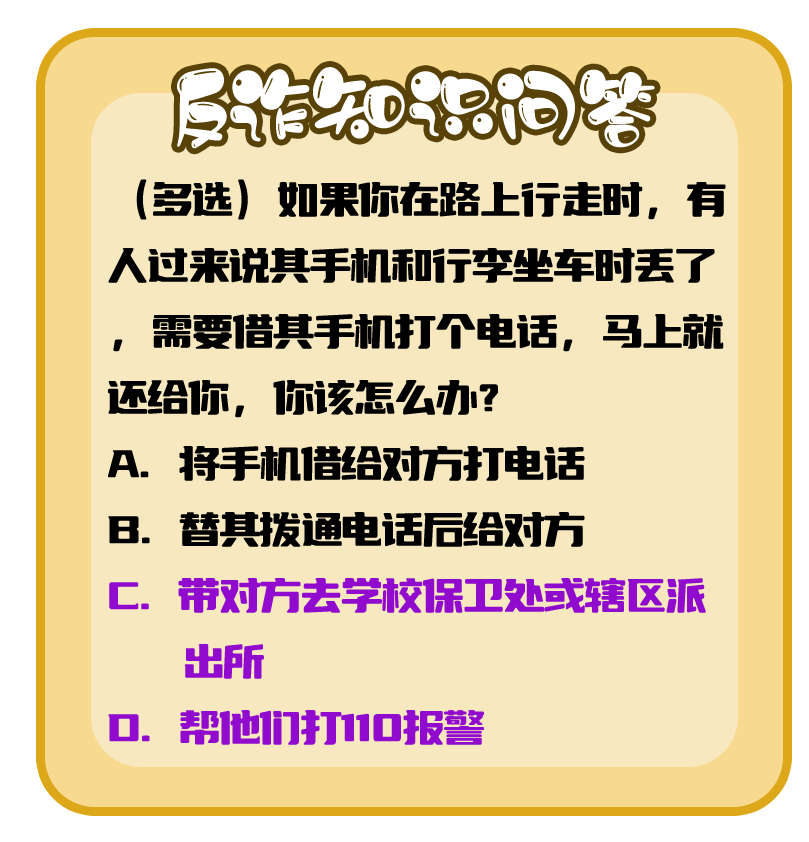 反诈知识问答
（多选）如果你在路上行走时，有
人过来说其手机和行李坐车时丢了
，需要借其手机打个电话，马上就
还给你，你该怎么办？
A. 将手机借给对方打电话
B. 替其拨通电话后给对方
C. 带对方去学校保卫处或辖区派
出所
D. 帮他们打110报警